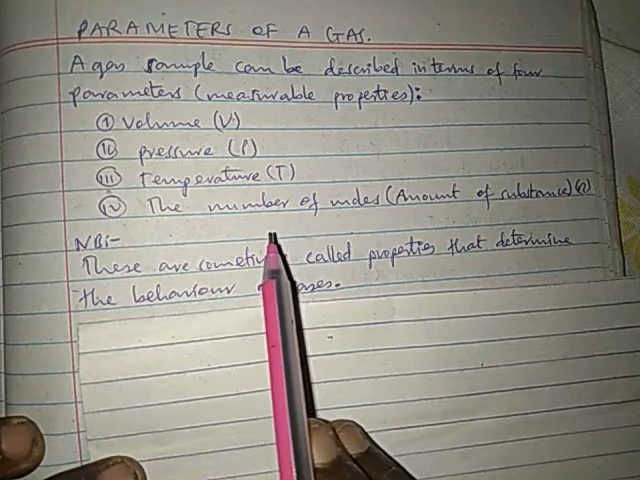 PARAMETERS OF A GAS.
A gas sample can be described in terms of four
parameters (measurable properties):
(i) Volume (V)
(ii) pressure (P)
(iii) Temperature (T)
(iv) The number of moles (Amount of substance)(n)
NB:-
These are called properties that determine
the behaviour